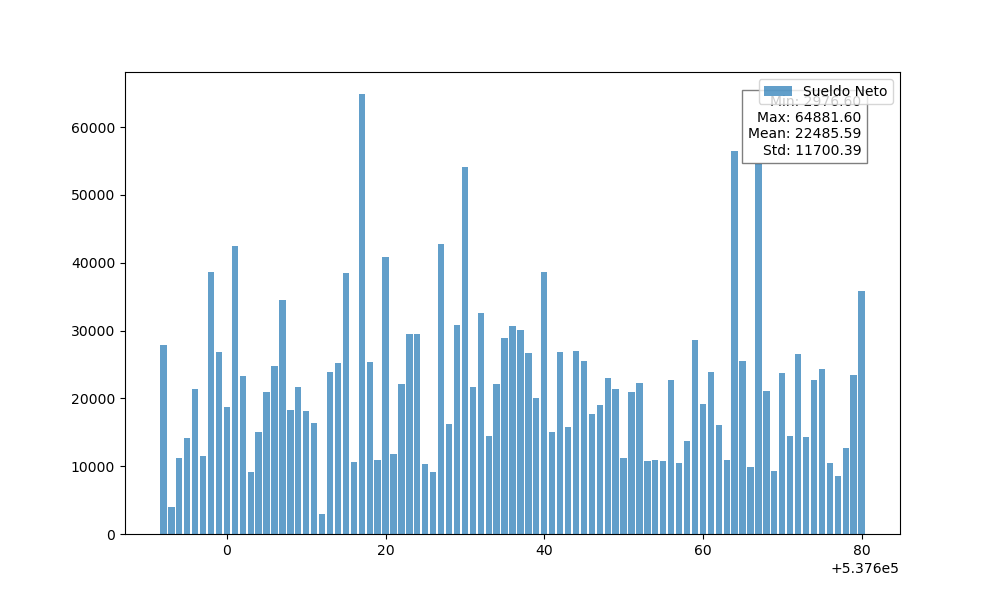 Sueldo Neto
Min: 2976.60
Max: 64881.60
Mean: 22485.59
Std: 11700.39
60000
50000
40000
30000
20000
10000
0
0 20 40 60 80
+5.376e5